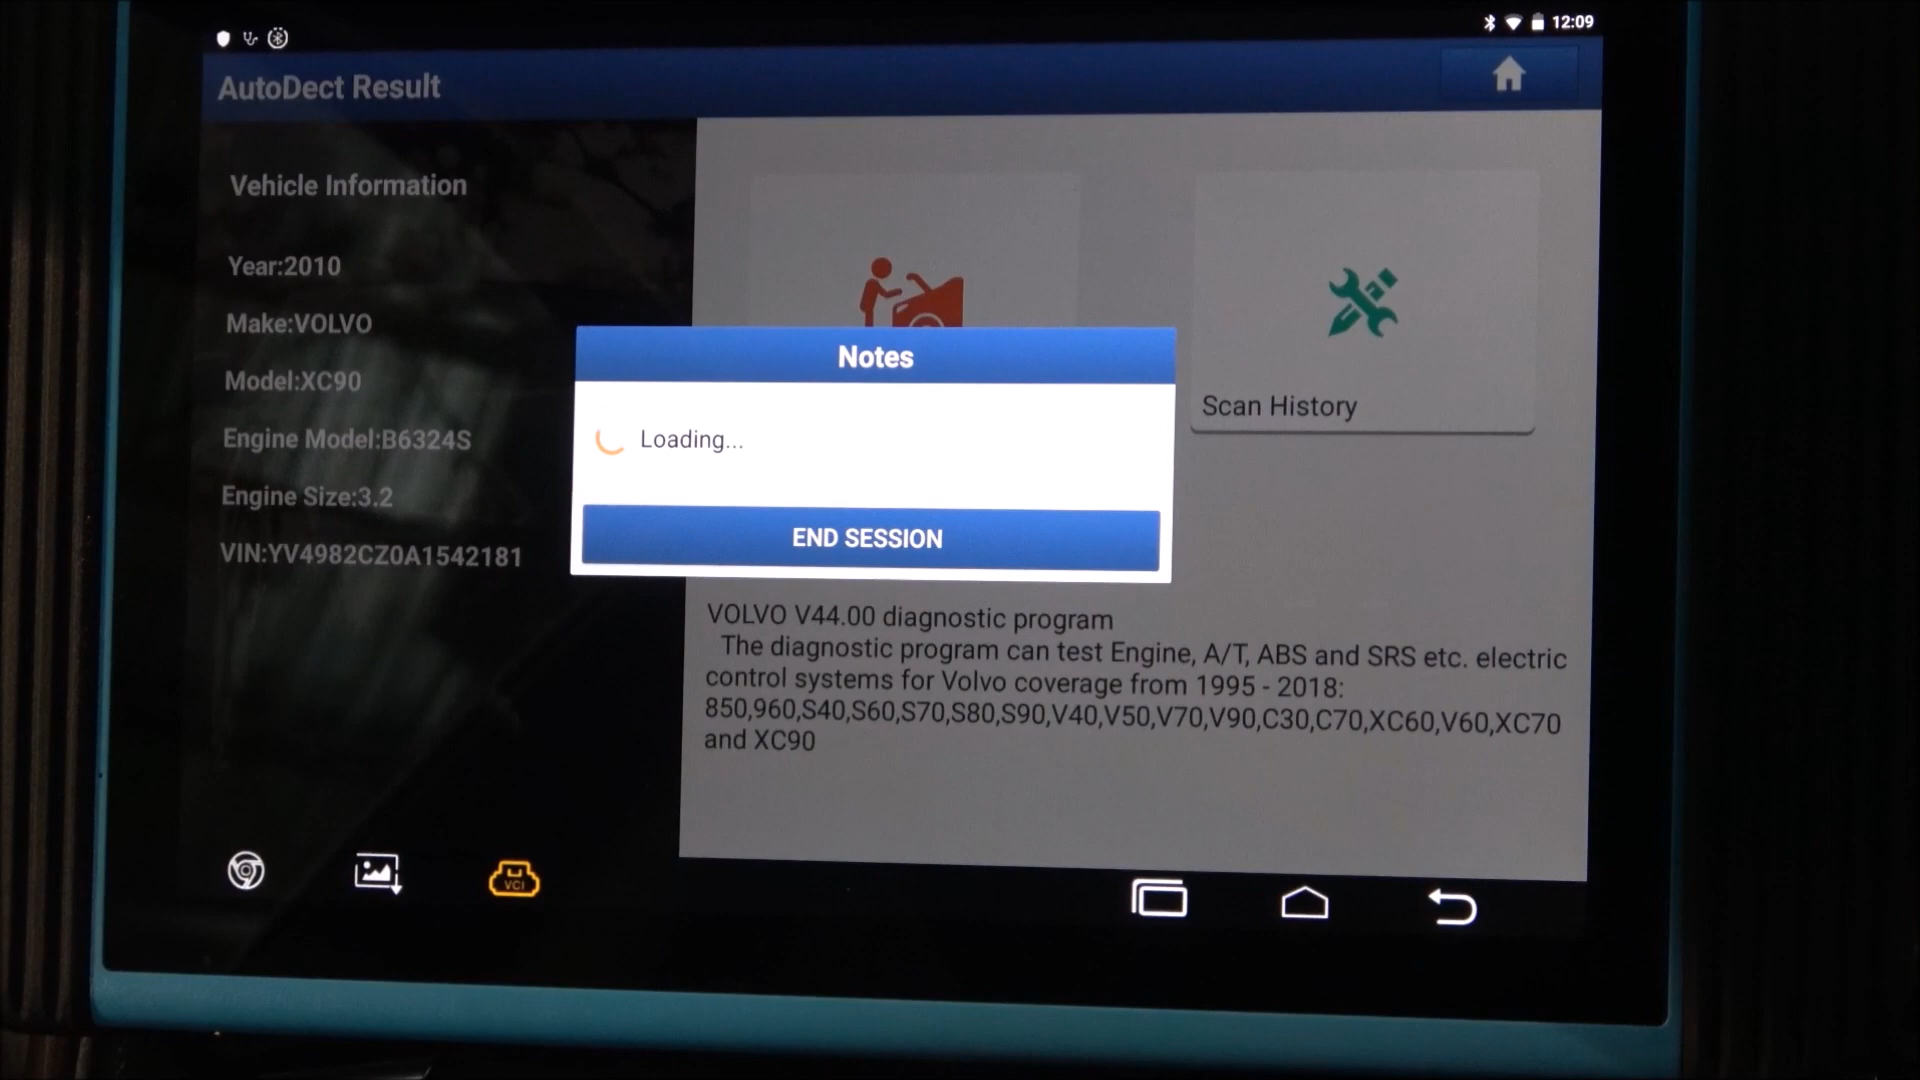 12:09
AutoDect Result
Vehicle Information
Year:2010
Make:VOLVO
Model:XC90
Engine Model:B6324S
Engine Size:3.2
VIN:YV4982CZ0A1542181
Scan History
Notes
Loading...
END SESSION
VOLVO V44.00 diagnostic program
The diagnostic program can test Engine, A/T, ABS and SRS etc. electric
control systems for Volvo coverage from 1995 - 2018:
850,960,S40,S60,S70,S80,S90,V40,V50,V70,V90,C30,C70,XC60,V60,XC70
and XC90
VCI